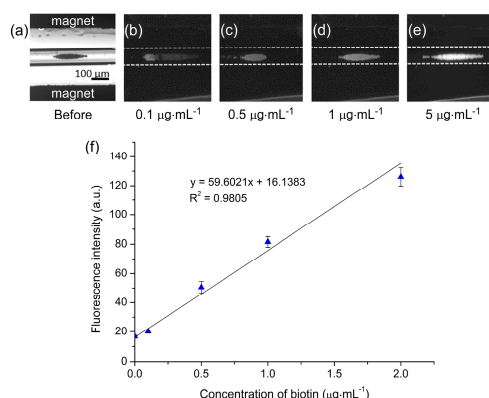 (a)
magnet
100 μm
magnet
(b)
(c)
(d)
(e)
Before
0.1 μg·mL⁻¹
0.5 μg·mL⁻¹
1 μg·mL⁻¹
5 μg·mL⁻¹
(f)
Fluorescence intensity (a.u.)
140
120
100
80
60
40
20
0
y = 59.6021x + 16.1383
R² = 0.9805
0.0
0.5
1.0
1.5
2.0
Concentration of biotin (μg·mL⁻¹)